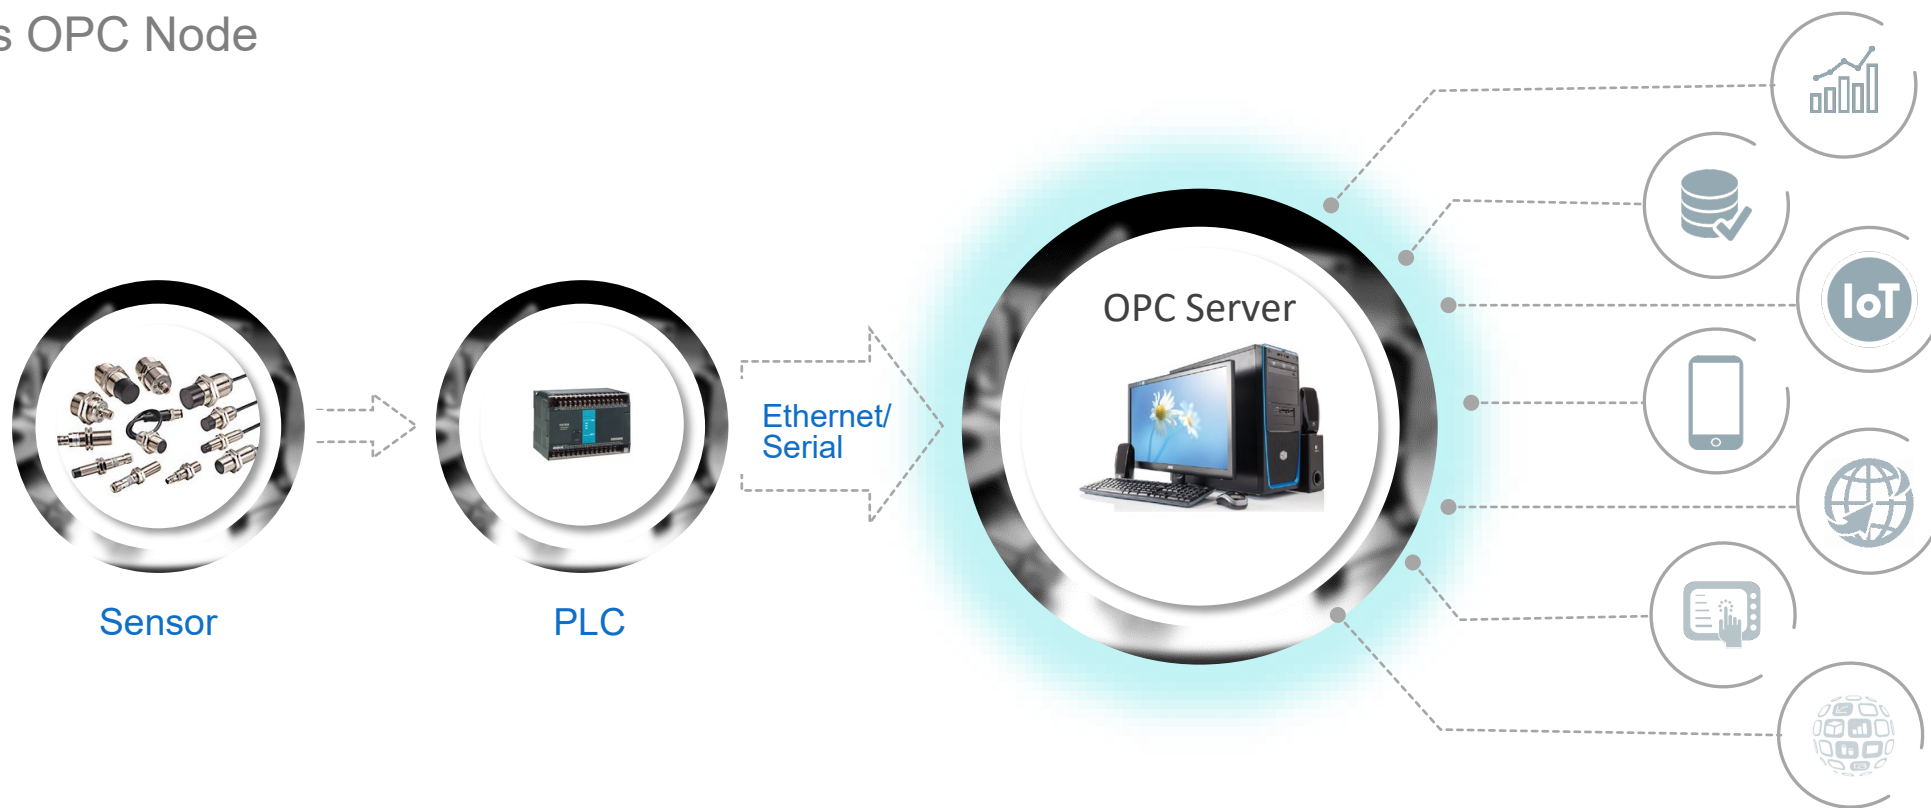 s OPC Node
OPC Server
IoT
Ethernet/
Serial
Sensor
PLC